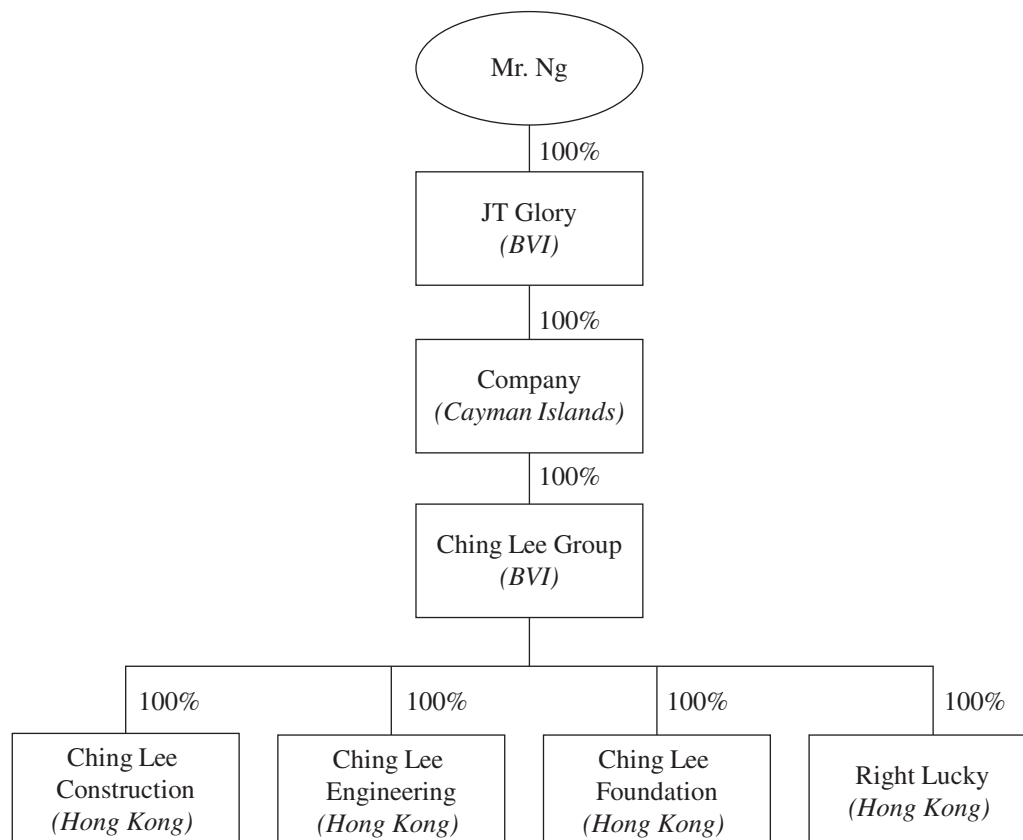 Mr. Ng
100%
JT Glory
(BVI)
100%
Company
(Cayman Islands)
100%
Ching Lee Group
(BVI)
100%
100%
100%
100%
Ching Lee
Construction
(Hong Kong)
Ching Lee
Engineering
(Hong Kong)
Ching Lee
Foundation
(Hong Kong)
Right Lucky
(Hong Kong)